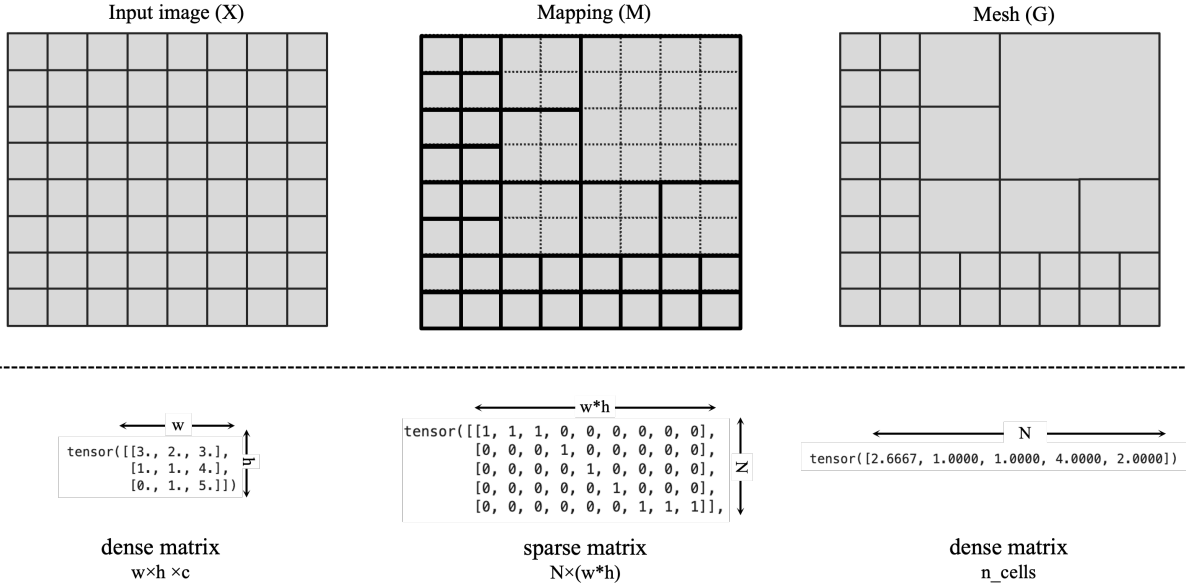 Input image (X)
Mapping (M)
Mesh (G)
w
tensor([[3., 2., 3.],
[1., 1., 4.],
[0., 1., 5.]])
h
w*h
tensor([[1, 1, 1, 0, 0, 0, 0, 0, 0],
[0, 0, 0, 1, 0, 0, 0, 0, 0],
[0, 0, 0, 0, 1, 0, 0, 0, 0],
[0, 0, 0, 0, 0, 1, 0, 0, 0],
[0, 0, 0, 0, 0, 0, 1, 1, 1]],
N
N
tensor([2.6667, 1.0000, 1.0000, 4.0000, 2.0000])
dense matrix
w×h ×c
sparse matrix
N×(w*h)
dense matrix
n_cells